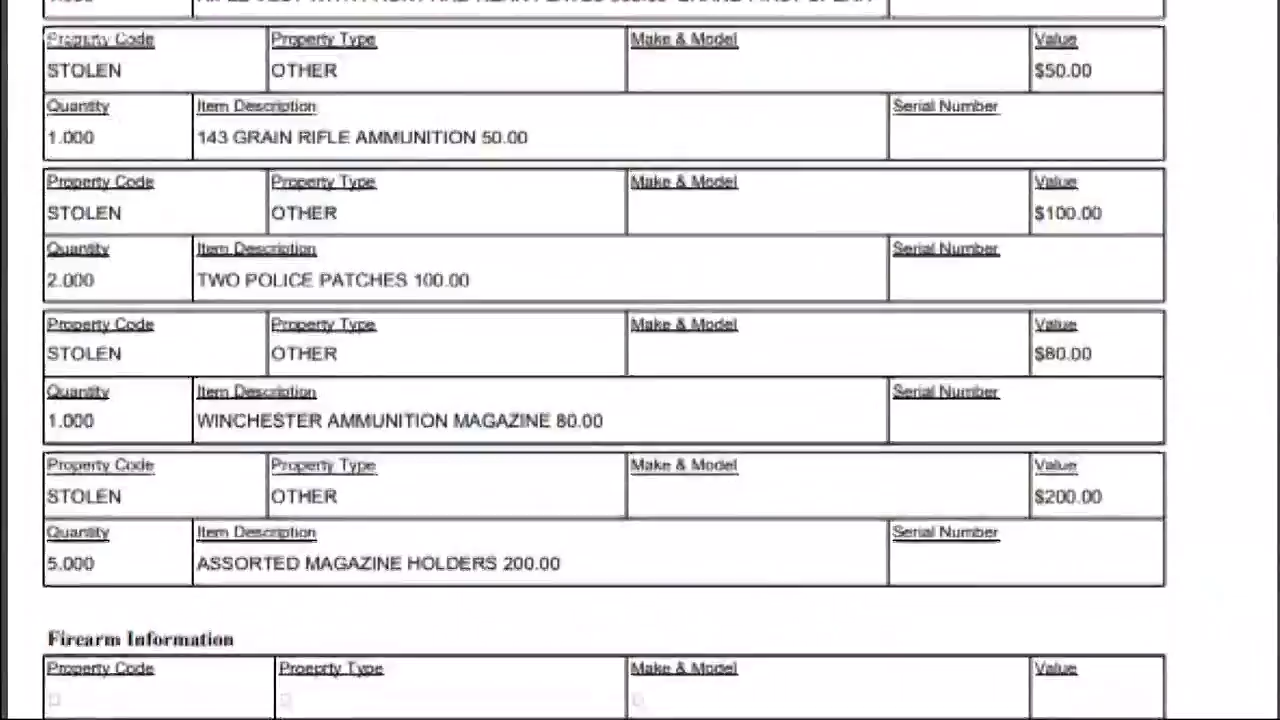 Property Code Property Type Make & Model Value
STOLEN OTHER $50.00
Quantity Item Description Serial Number
1.000 143 GRAIN RIFLE AMMUNITION 50.00
Property Code Property Type Make & Model Value
STOLEN OTHER $100.00
Quantity Item Description Serial Number
2.000 TWO POLICE PATCHES 100.00
Property Code Property Type Make & Model Value
STOLEN OTHER $80.00
Quantity Item Description Serial Number
1.000 WINCHESTER AMMUNITION MAGAZINE 80.00
Property Code Property Type Make & Model Value
STOLEN OTHER $200.00
Quantity Item Description Serial Number
5.000 ASSORTED MAGAZINE HOLDERS 200.00
Firearm Information
Property Code Proeprty Type Make & Model Value